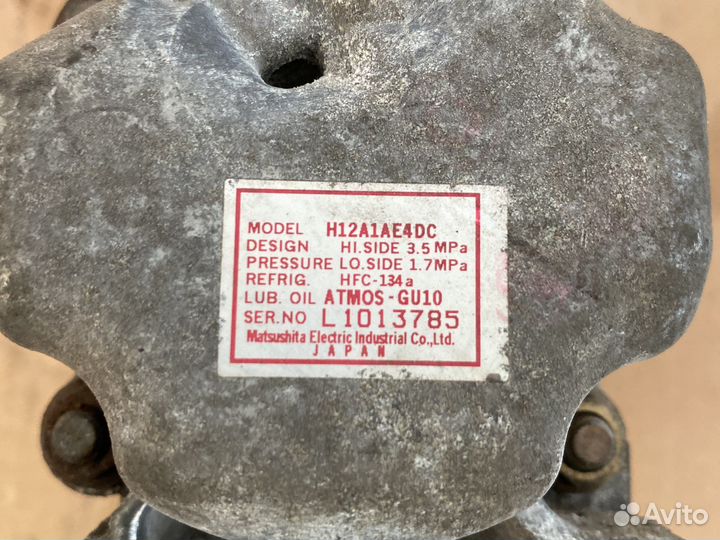 MODEL H12A1AE4DC
DESIGN HI.SIDE 3.5 MPa
PRESSURE LO.SIDE 1.7MPa
REFRIG. HFC-134a
LUB. OIL ATMOS-GU10
SER.NO L1013785
Matsushita Electric Industrial Co.,Ltd.
JAPAN
Avito